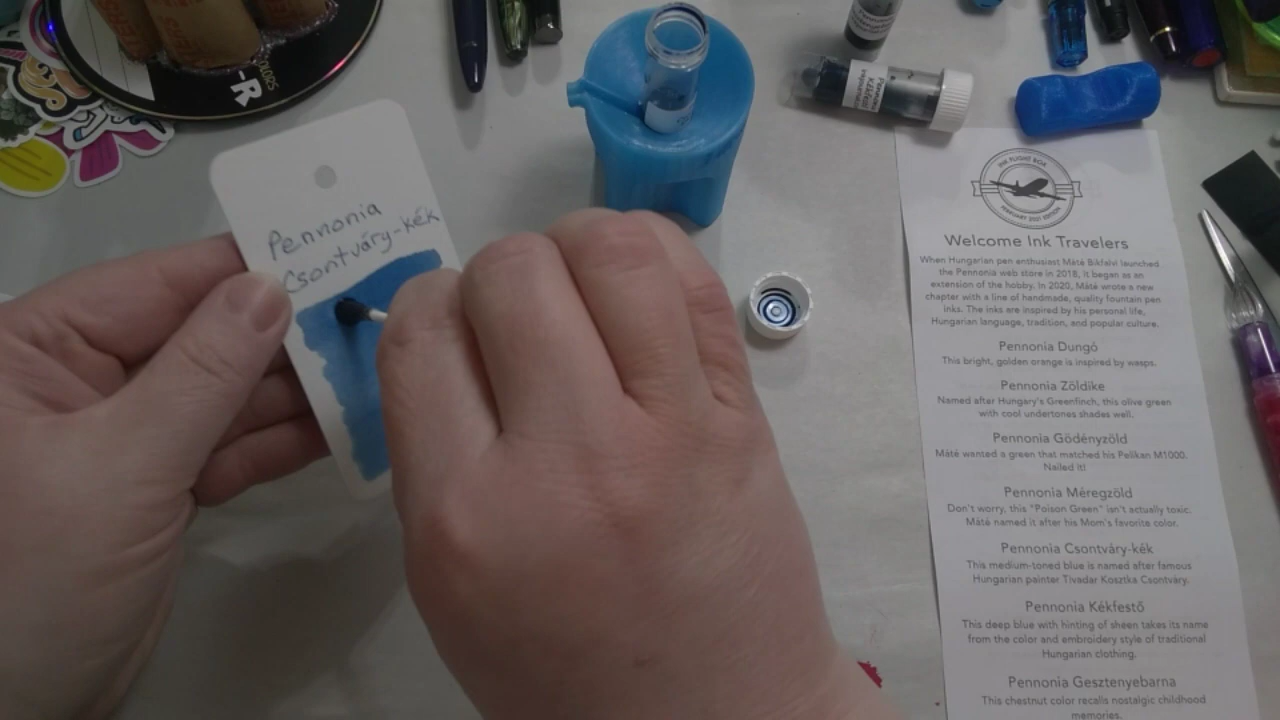 -R
Pennonia
Csontváry-kék
Pennonia
Kékfestő
INK FLIGHT BOX
FEBRUARY 2021 EDITION
Welcome Ink Travelers
When Hungarian pen enthusiast Máté Bikfalvi launched
the Pennonia web store in 2018, it began as an
extension of the hobby. In 2020, Máté wrote a new
chapter with a line of handmade, quality fountain pen
inks. The inks are inspired by his personal life,
Hungarian language, tradition, and popular culture.
Pennonia Dungó
This bright, golden orange is inspired by wasps.
Pennonia Zöldike
Named after Hungary's Greenfinch, this olive green
with cool undertones shades well.
Pennonia Gödényzöld
Máté wanted a green that matched his Pelikan M1000.
Nailed it!
Pennonia Méregzöld
Don't worry, this "Poison Green" isn't actually toxic.
Máté named it after his Mom's favorite color.
Pennonia Csontváry-kék
This medium-toned blue is named after famous
Hungarian painter Tivadar Kosztka Csontváry.
Pennonia Kékfestő
This deep blue with hinting of sheen takes its name
from the color and embroidery style of traditional
Hungarian clothing.
Pennonia Gesztenyebarna
This chestnut color recalls nostalgic childhood
memories.